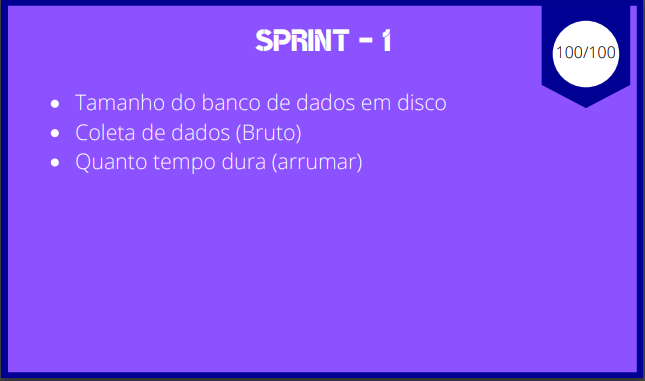 SPRINT - 1
100/100
• Tamanho do banco de dados em disco
• Coleta de dados (Bruto)
• Quanto tempo dura (arrumar)